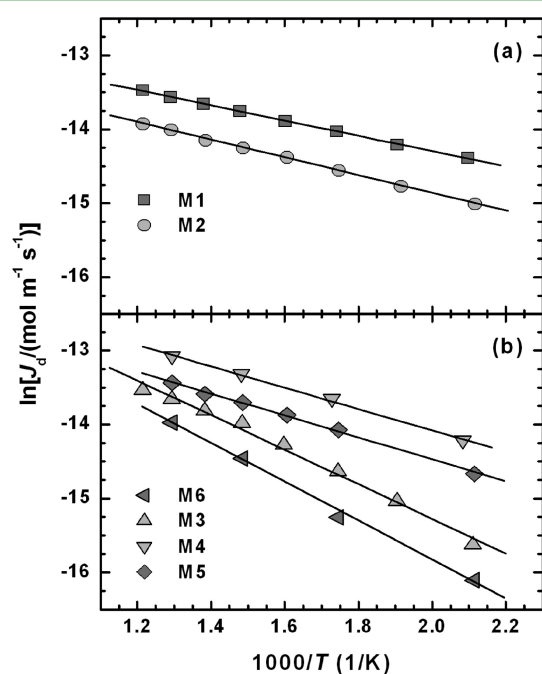 (a)
-13
-14
-15
-16
M1
M2
ln[J_d/(mol m⁻¹ s⁻¹)]
(b)
-13
-14
-15
-16
M6
M3
M4
M5
1.2 1.4 1.6 1.8 2.0 2.2
1000/T (1/K)